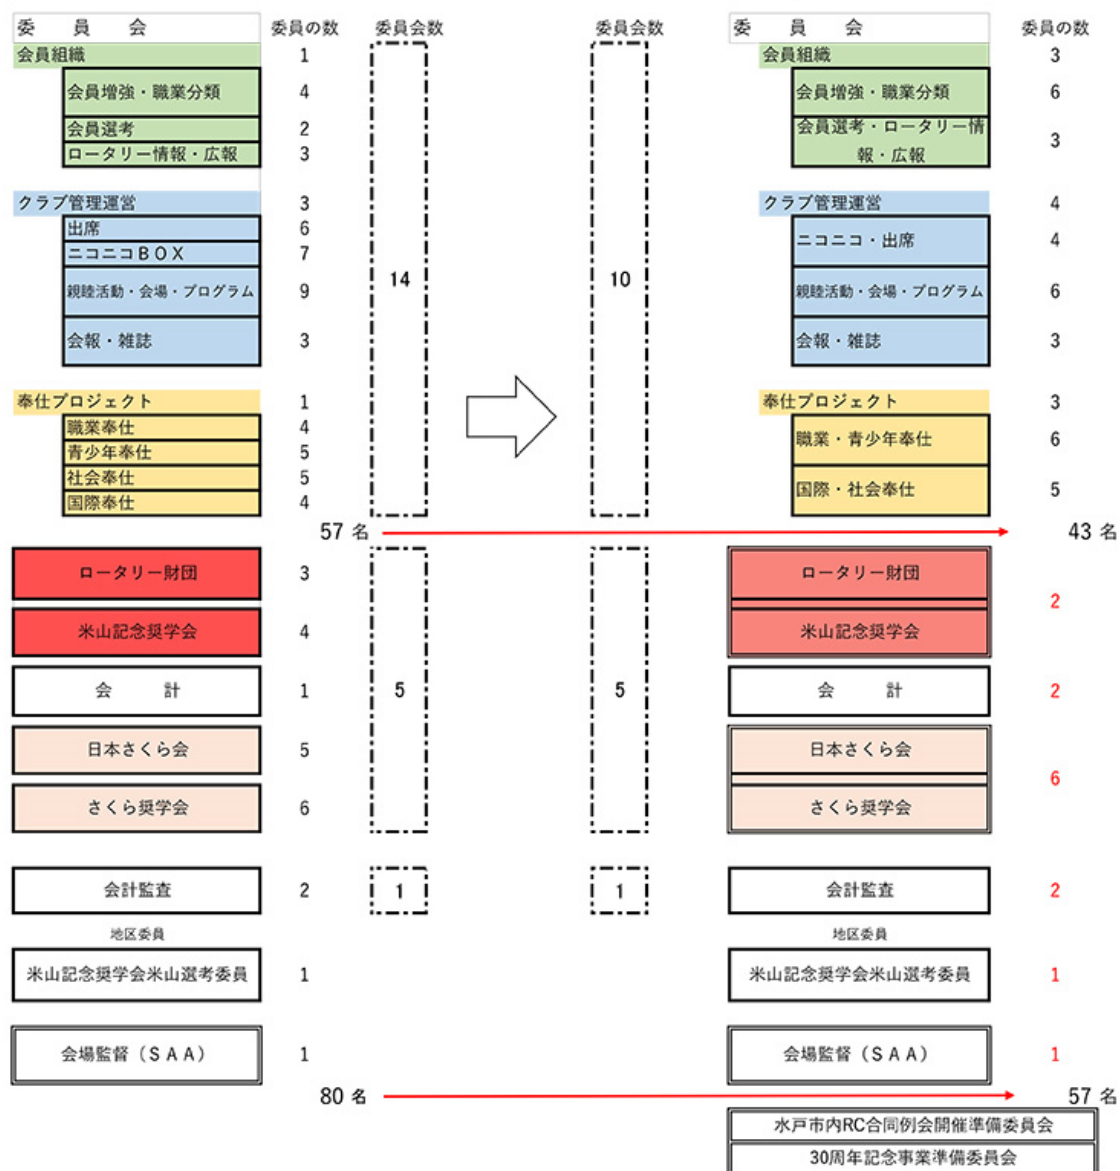 委 員 会 委員の数 委員会数 委員会数 委 員 会 委員の数
会員組織 1 会員組織 3
会員増強・職業分類 4 会員増強・職業分類 6
会員選考 2 会員選考・ロータリー情
ロータリー情報・広報 3 報・広報 3
クラブ管理運営 3 クラブ管理運営 4
出席 6 ニコニコ・出席 4
ニコニコBOX 7
14 10
親睦活動・会場・プログラム 9 親睦活動・会場・プログラム 6
会報・雑誌 3 会報・雑誌 3
奉仕プロジェクト 1 奉仕プロジェクト 3
職業奉仕 4 職業・青少年奉仕 6
青少年奉仕 5
社会奉仕 5 国際・社会奉仕 5
国際奉仕 4
57 名 43 名
ロータリー財団 3 ロータリー財団
2
米山記念奨学会 4 米山記念奨学会
会 計 1 5 5 会 計 2
日本さくら会 5 日本さくら会
6
さくら奨学会 6 さくら奨学会
会計監査 2 1 1 会計監査 2
地区委員 地区委員
米山記念奨学会米山選考委員 1 米山記念奨学会米山選考委員 1
会場監督(SAA) 1 会場監督(SAA) 1
80 名 57 名
水戸市内RC合同例会開催準備委員会
30周年記念事業準備委員会